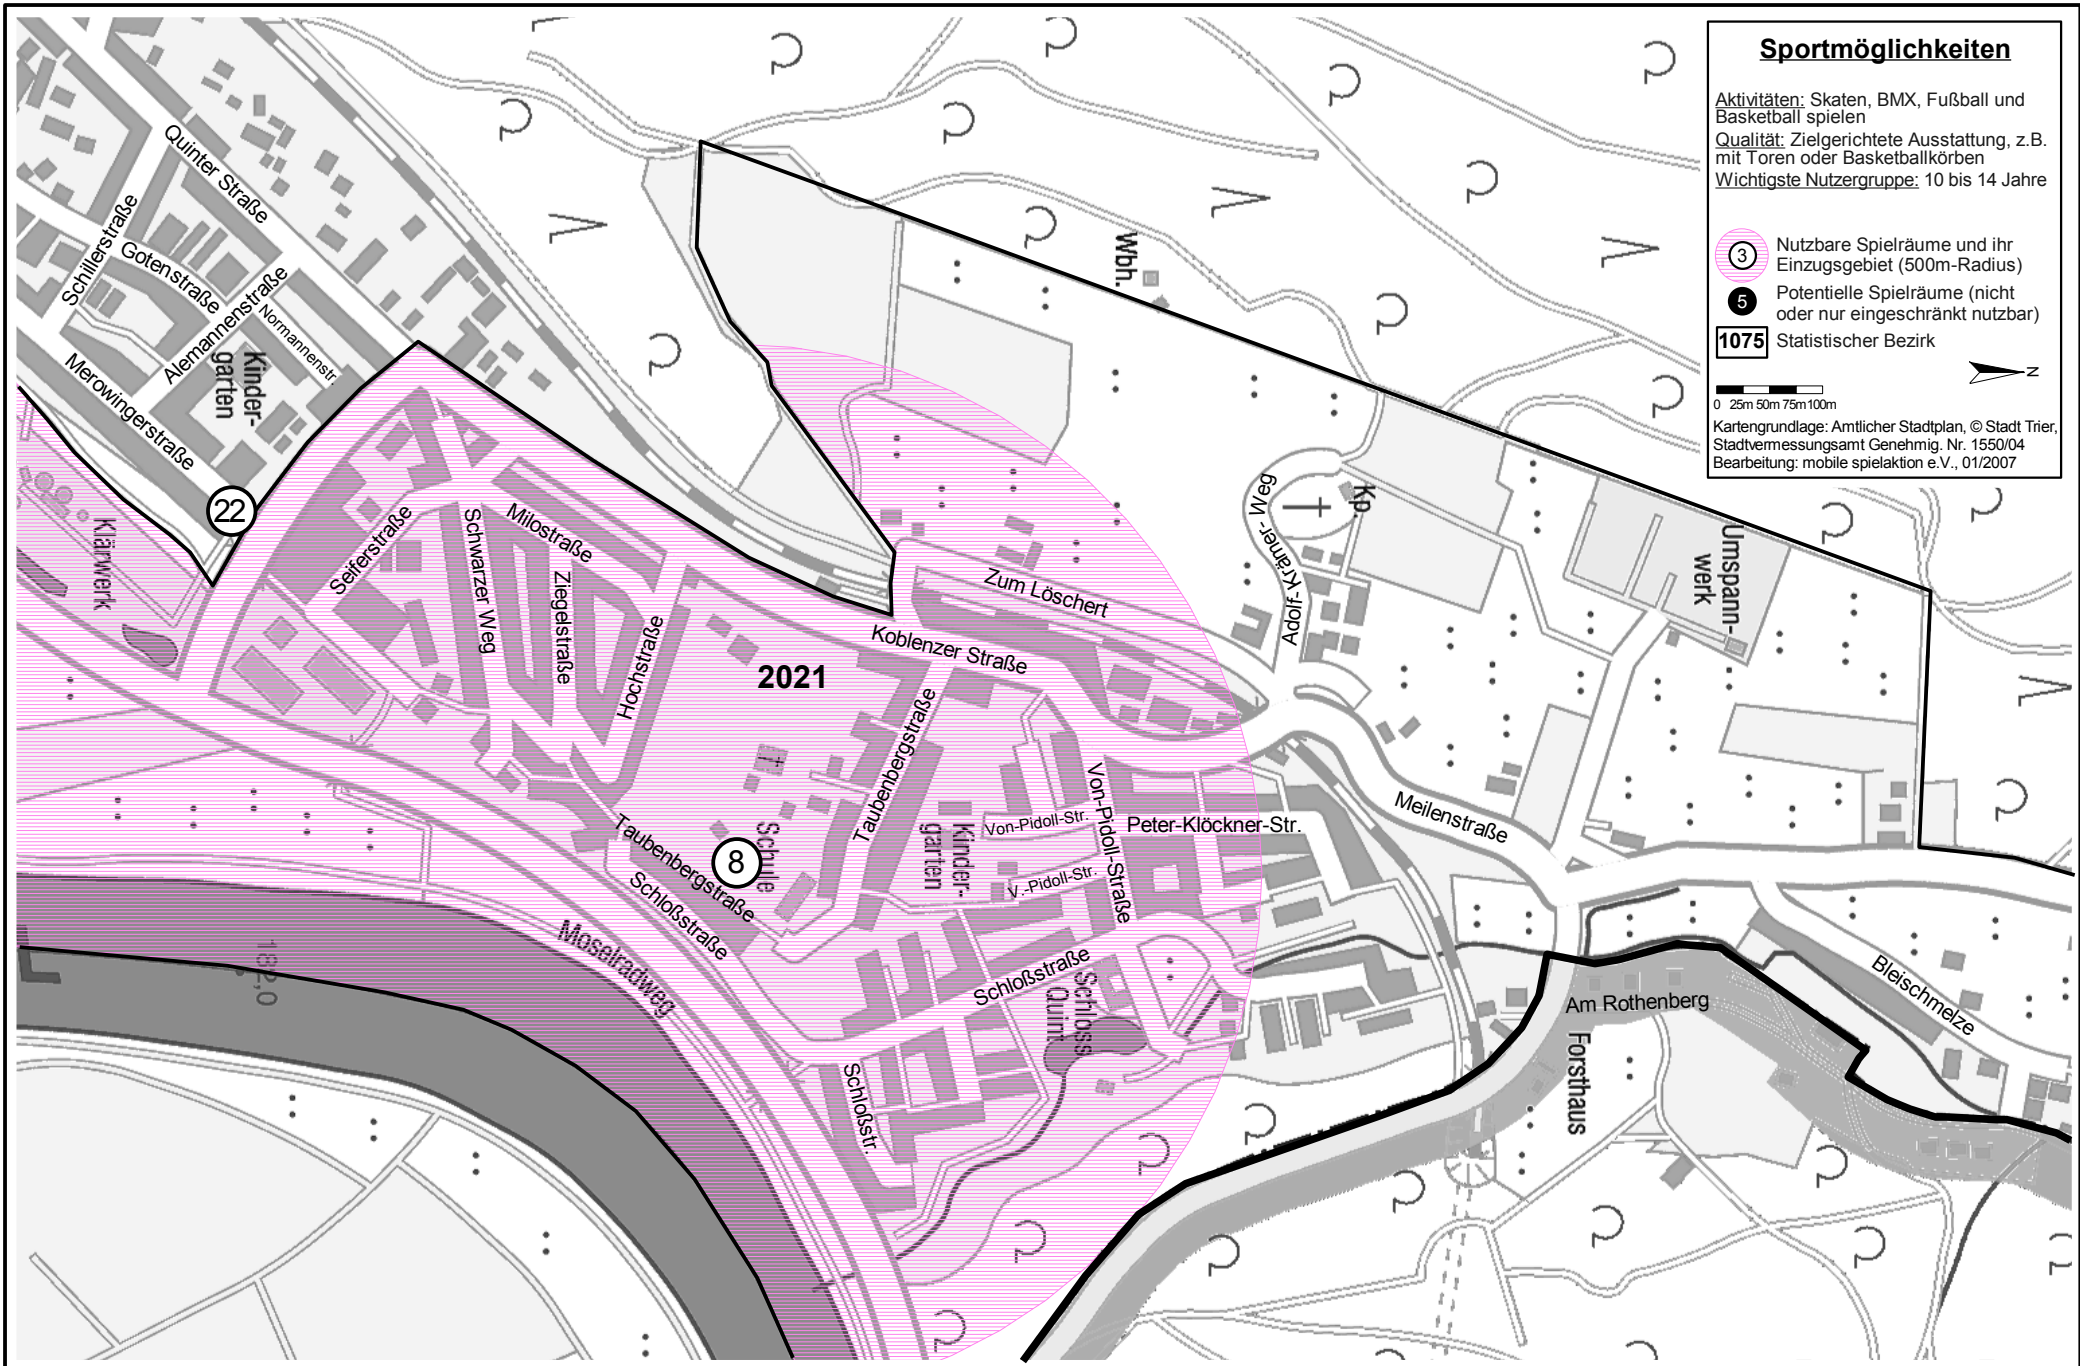 Sportmöglichkeiten
Aktivitäten: Skaten, BMX, Fußball und
Basketball spielen
Qualität: Zielgerichtete Ausstattung, z.B.
mit Toren oder Basketballkörben
Wichtigste Nutzergruppe: 10 bis 14 Jahre
3
Nutzbare Spielräume und ihr
Einzugsgebiet (500m-Radius)
5
Potentielle Spielräume (nicht
oder nur eingeschränkt nutzbar)
1075
Statistischer Bezirk
N
0 25m 50m 75m 100m
Kartengrundlage: Amtlicher Stadtplan, © Stadt Trier,
Stadtvermessungsamt Genehmig. Nr. 1550/04
Bearbeitung: mobile spielaktion e.V., 01/2007
Quinter Straße
Schillerstraße
Gotenstraße
Alemannenstraße
Normannenstr.
Kinder-
garten
Merowingerstraße
22
Klärwerk
Wbh.
Seiferstraße
Schwarzer Weg
Milostraße
Ziegelstraße
Hochstraße
Zum Löschert
Koblenzer Straße
2021
Adolf-Krämer-Weg
Kp.
Umspann-
werk
Taubenbergstraße
Von-Pidoll-Straße
Von-Pidoll-Str.
Peter-Klöckner-Str.
V.-Pidoll-Str.
Meilenstraße
Kinder-
garten
Schule
8
Taubenbergstraße
Schloßstraße
Moselradweg
182,0
Schloßstraße
Schloss
Quint
Schloßstr.
Am Rothenberg
Forsthaus
Bleischmelze